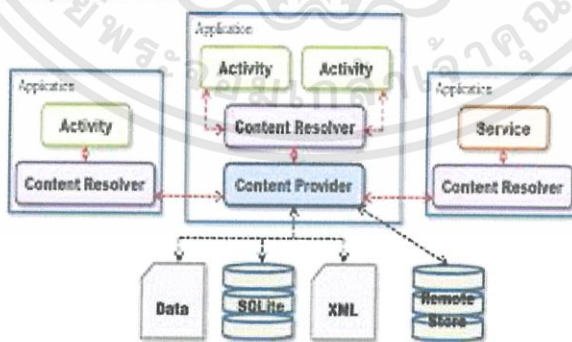 Application
Activity
Activity
Content Resolver
Content Provider
Application
Activity
Content Resolver
Application
Service
Content Resolver
Data
SQLite
XML
Remote
Store